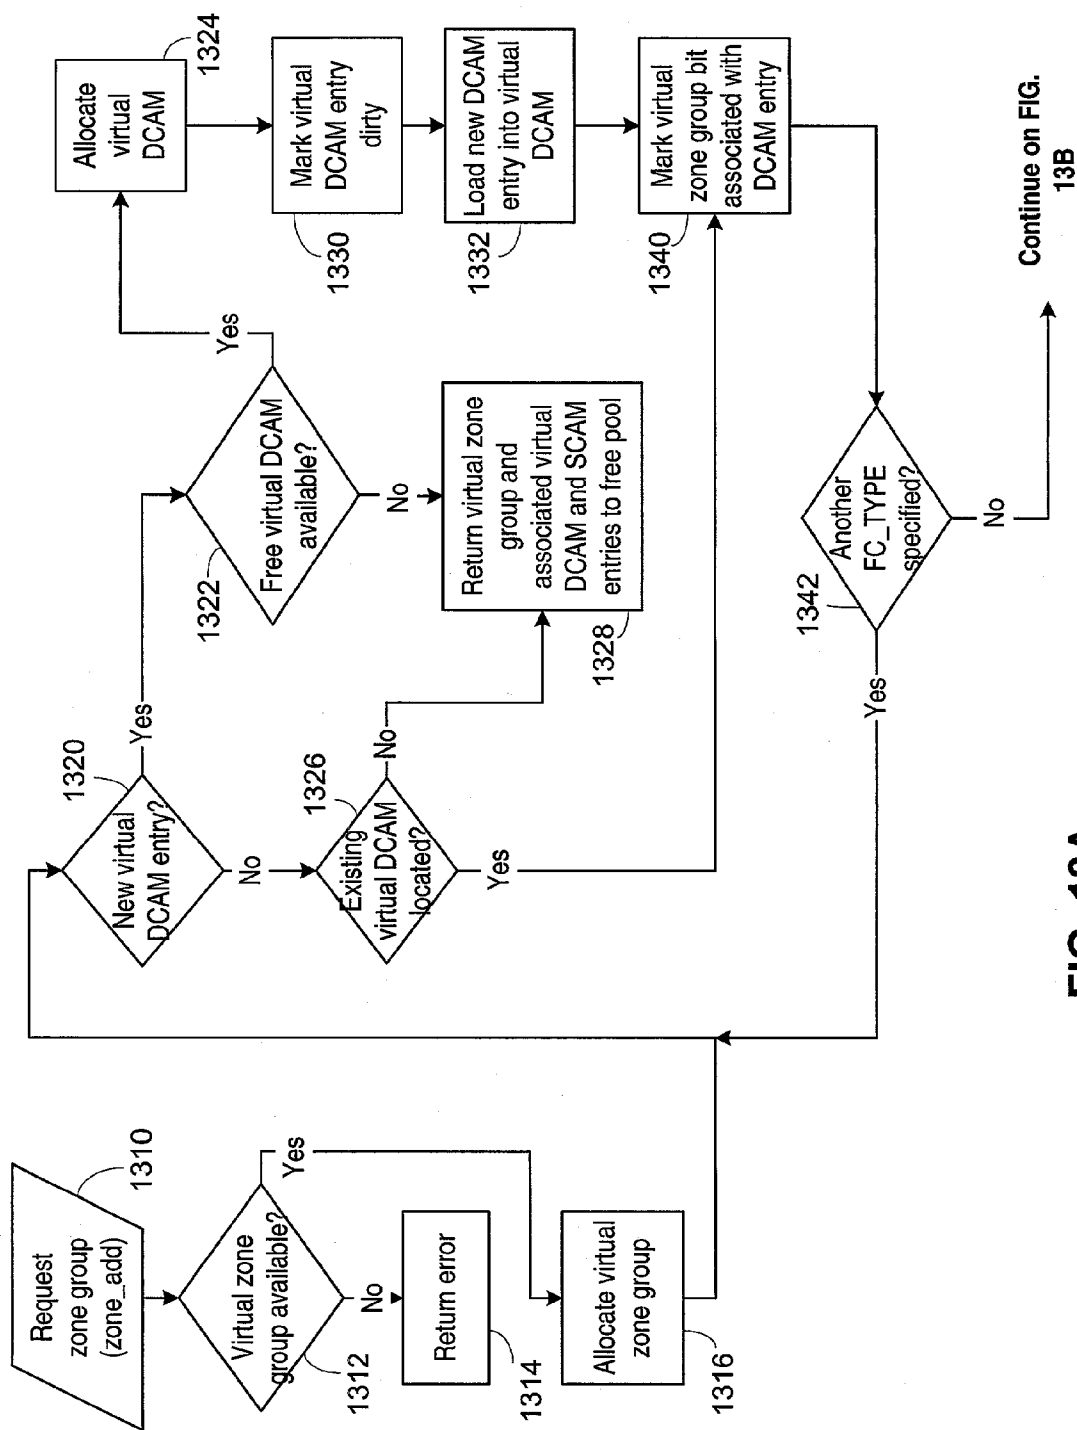 Request
zone group
(zone_add)
1310
Virtual zone
group available?
1312
Yes
No
Return error
1314
Allocate virtual
zone group
1316
New virtual
DCAM entry?
1320
Yes
No
Existing
virtual DCAM
located?
1326
No
Yes
Free virtual DCAM
available?
1322
Yes
No
Return virtual zone
group and
associated virtual
DCAM and SCAM
entries to free pool
1328
Allocate
virtual
DCAM
1324
Mark virtual
DCAM entry
dirty
1330
Load new DCAM
entry into virtual
DCAM
1332
Mark virtual
zone group bit
associated with
DCAM entry
1340
Another
FC_TYPE
specified?
1342
Yes
No
Continue on FIG.
13B